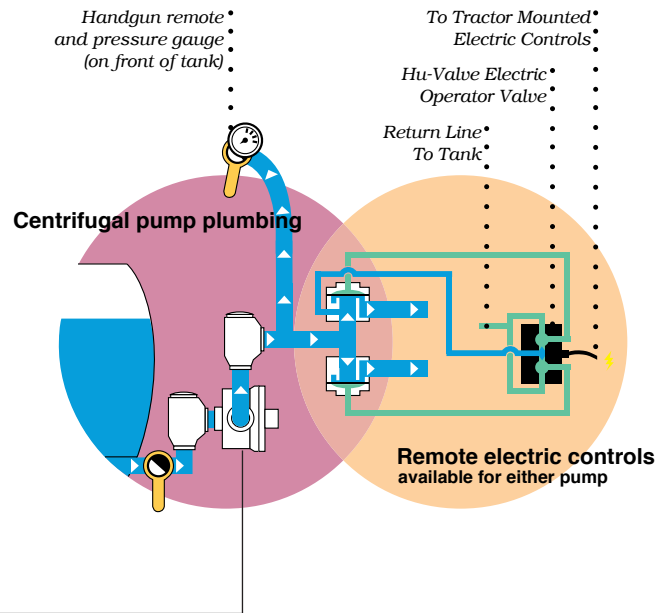 Handgun remote
and pressure gauge
(on front of tank)
To Tractor Mounted
Electric Controls
Hu-Valve Electric
Operator Valve
Return Line
To Tank
Centrifugal pump plumbing
Remote electric controls
available for either pump